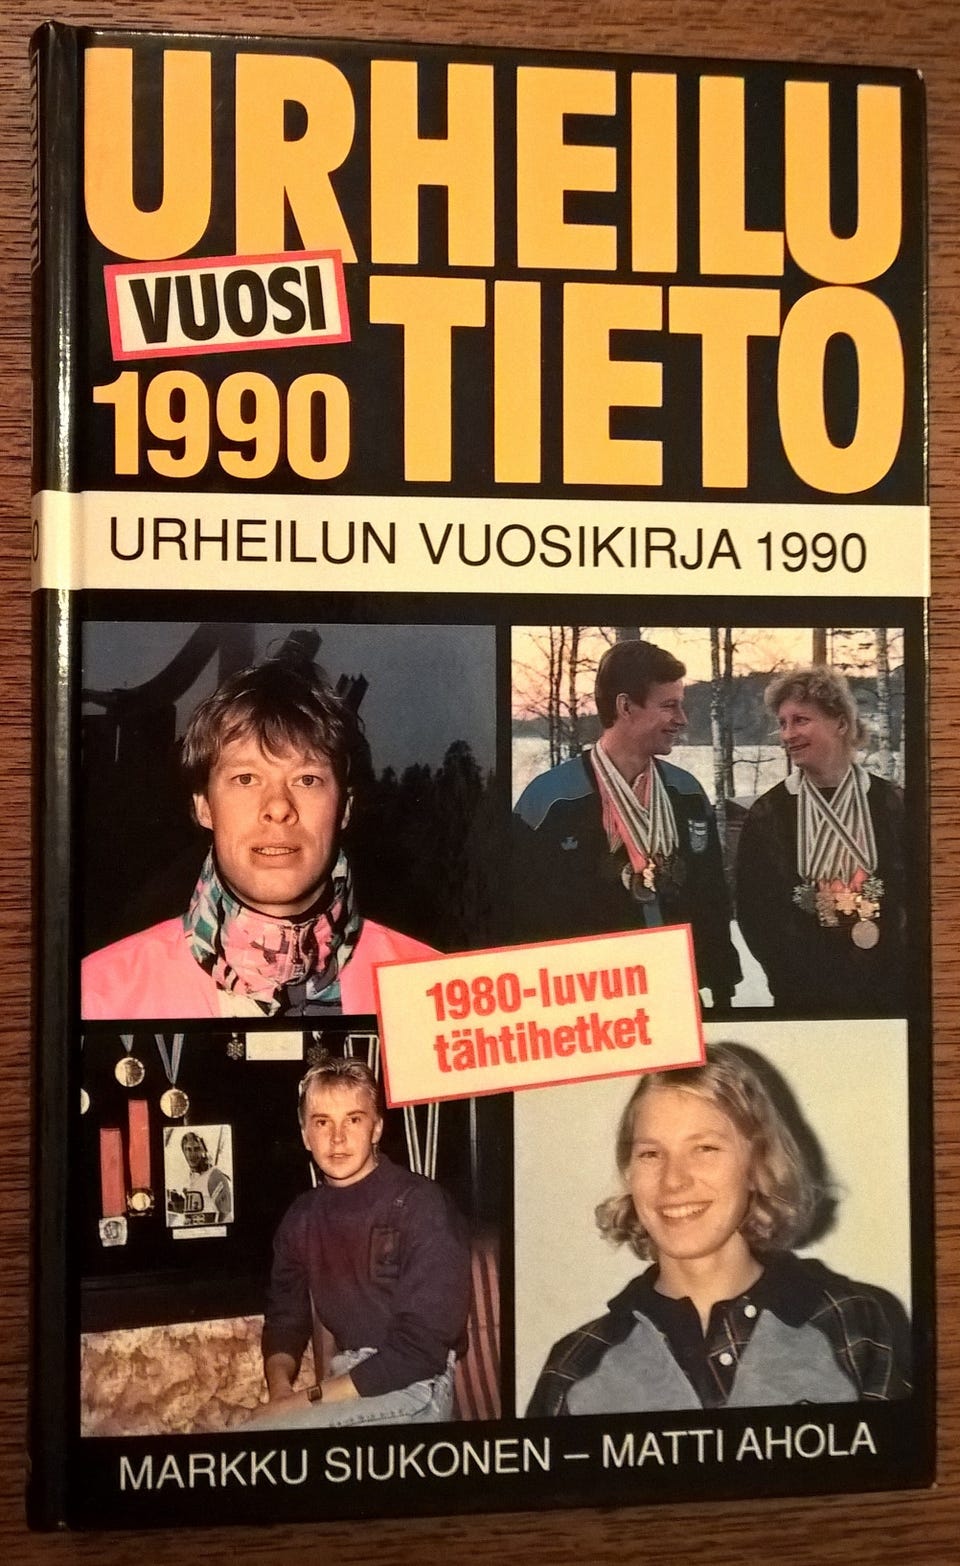 URHEILU
VUOSI
TIETO
1990
URHEILUN VUOSIKIRJA 1990
1980-luvun
tähtihetket
MARKKU SIUKONEN – MATTI AHOLA